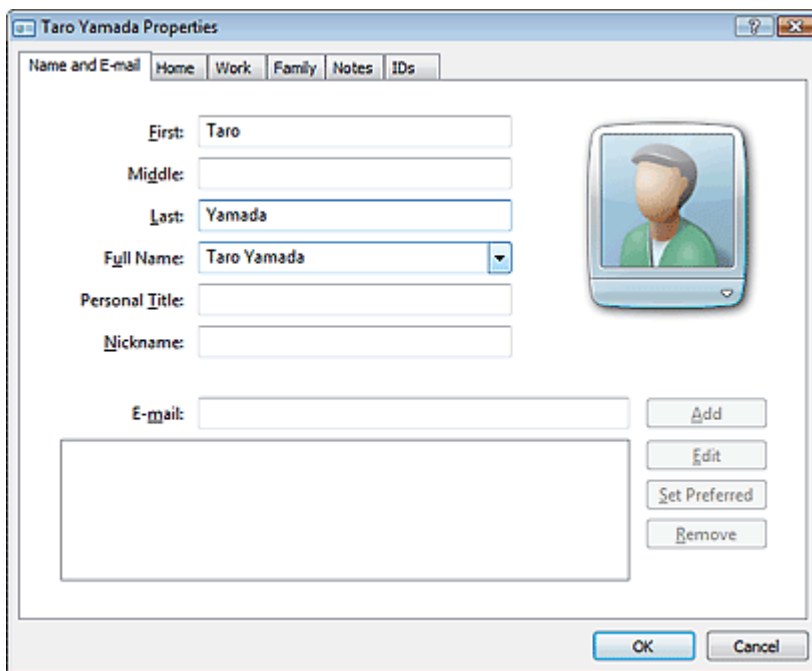 Taro Yamada Properties
Name and E-mail Home Work Family Notes IDs
First: Taro
Middle:
Last: Yamada
Full Name: Taro Yamada
Personal Title:
Nickname:
E-mail: Add
Edit
Set Preferred
Remove
OK Cancel